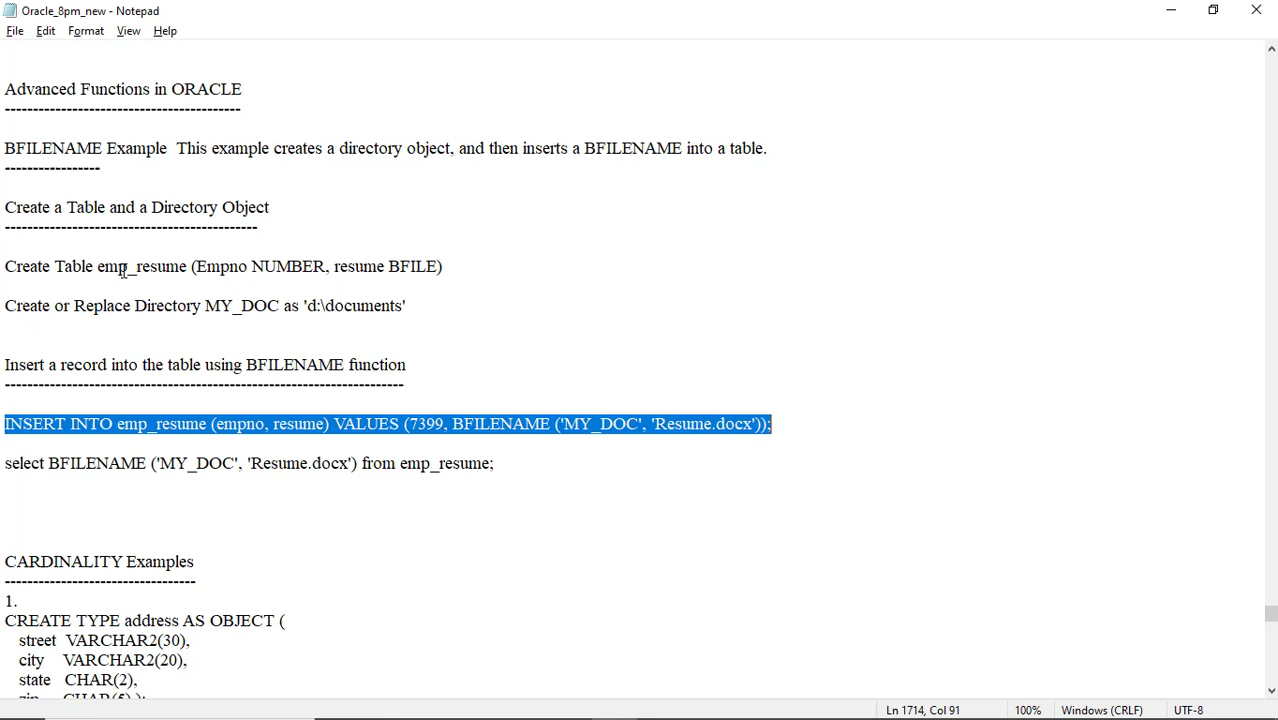 Oracle_8pm_new - Notepad
File Edit Format View Help
Advanced Functions in ORACLE
------------------------------------------
BFILENAME Example  This example creates a directory object, and then inserts a BFILENAME into a table.
-----------------
Create a Table and a Directory Object
---------------------------------------------
Create Table emp_resume (Empno NUMBER, resume BFILE)
Create or Replace Directory MY_DOC as 'd:\documents'
Insert a record into the table using BFILENAME function
-----------------------------------------------------------------------
INSERT INTO emp_resume (empno, resume) VALUES (7399, BFILENAME ('MY_DOC', 'Resume.docx'));
select BFILENAME ('MY_DOC', 'Resume.docx') from emp_resume;
CARDINALITY Examples
----------------------------------
1.
CREATE TYPE address AS OBJECT (
street VARCHAR2(30),
city VARCHAR2(20),
state CHAR(2),
zip CHAR(5) );
Ln 1714, Col 91 100% Windows (CRLF) UTF-8